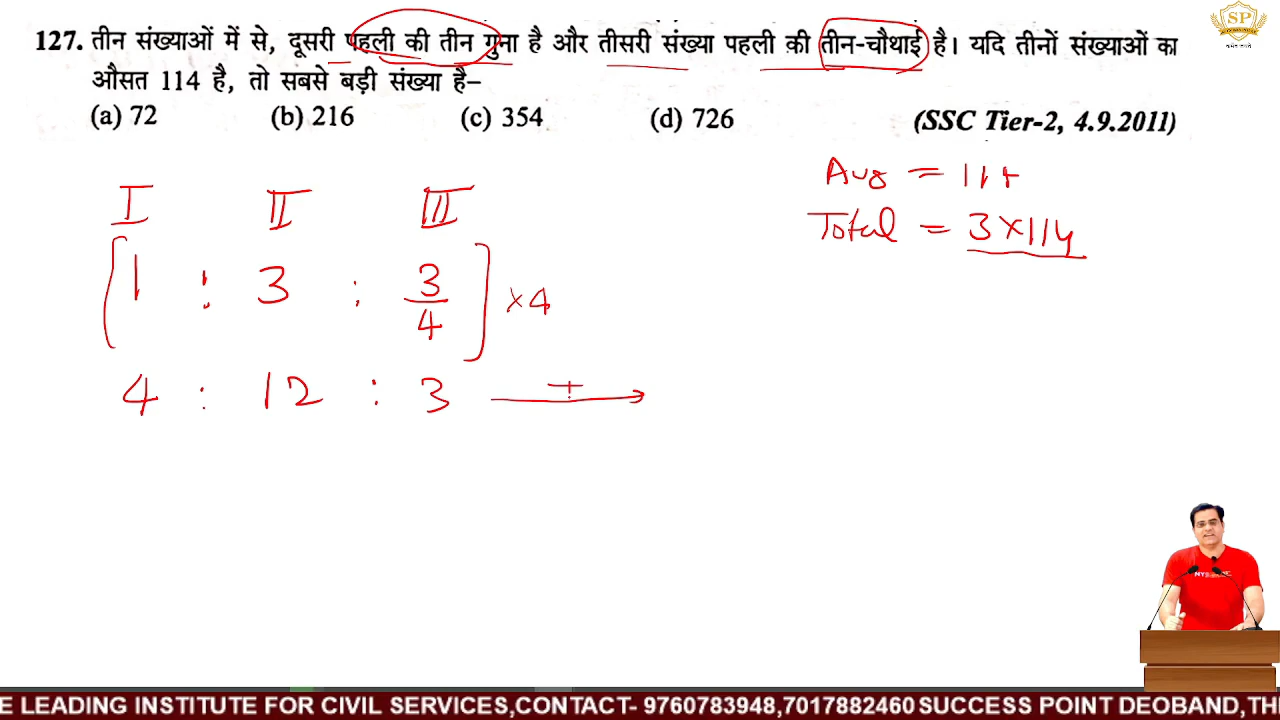 127. तीन संख्याओं में से, दूसरी पहली की तीन गुना है और तीसरी संख्या पहली की तीन-चौथाई है। यदि तीनों संख्याओं का
औसत 114 है, तो सबसे बड़ी संख्या है–
(a) 72 (b) 216 (c) 354 (d) 726 (SSC Tier-2, 4.9.2011)
SP
Avg = 114
I II III
Total = 3×114
[1 : 3 : 3/4] ×4
4 : 12 : 3 +
E LEADING INSTITUTE FOR CIVIL SERVICES,CONTACT- 9760783948,7017882460 SUCCESS POINT DEOBAND,TH